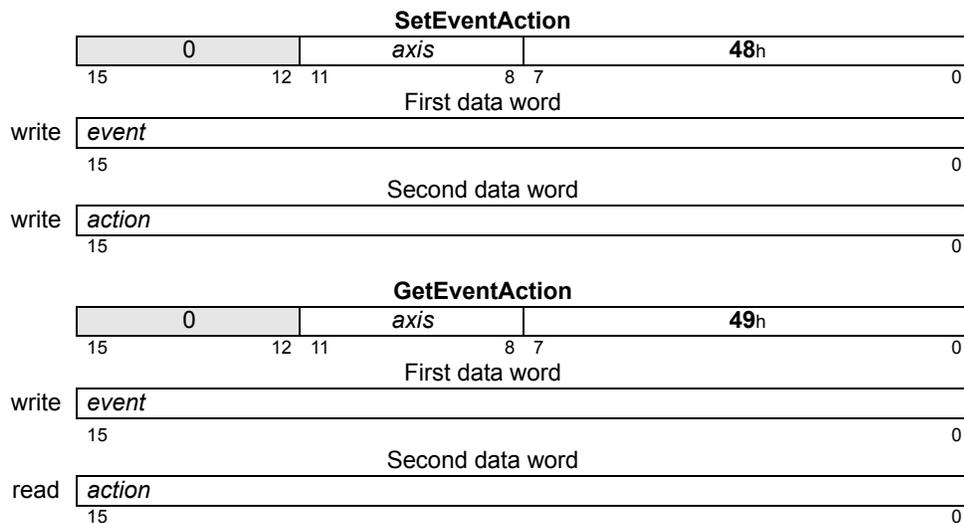 SetEventAction
0 axis 48h
15 12 11 8 7 0
First data word
write event
15 0
Second data word
write action
15 0
GetEventAction
0 axis 49h
15 12 11 8 7 0
First data word
write event
15 0
Second data word
read action
15 0